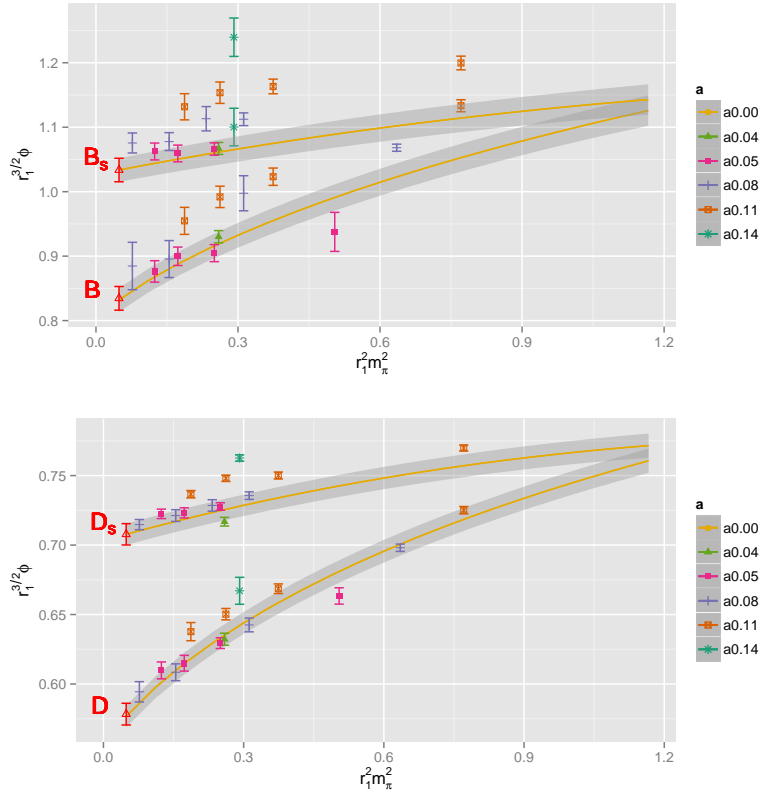 1.2
1.1
1.0
0.9
0.8
r₁^{3/2}ϕ
B_s
B
0.0 0.3 0.6 0.9 1.2
r₁²m_π²
a
a0.00
a0.04
a0.05
a0.08
a0.11
a0.14
0.75
0.70
0.65
0.60
r₁^{3/2}ϕ
D_s
D
0.0 0.3 0.6 0.9 1.2
r₁²m_π²
a
a0.00
a0.04
a0.05
a0.08
a0.11
a0.14